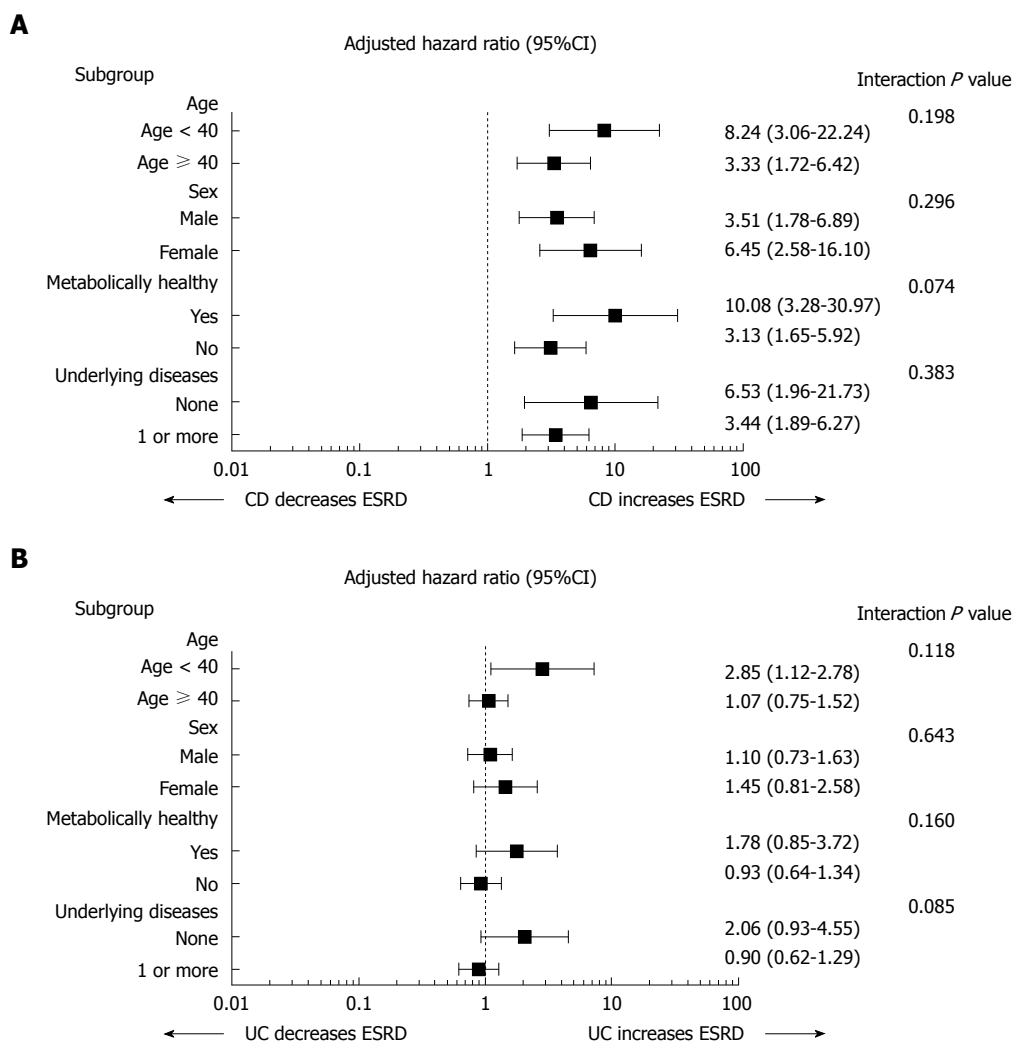 A
Adjusted hazard ratio (95%CI)
Subgroup
Interaction P value
Age
0.198
Age < 40
8.24 (3.06-22.24)
Age ⩾ 40
3.33 (1.72-6.42)
Sex
0.296
Male
3.51 (1.78-6.89)
Female
6.45 (2.58-16.10)
Metabolically healthy
0.074
Yes
10.08 (3.28-30.97)
No
3.13 (1.65-5.92)
Underlying diseases
0.383
None
6.53 (1.96-21.73)
1 or more
3.44 (1.89-6.27)
0.01 0.1 1 10 100
CD decreases ESRD CD increases ESRD
B
Adjusted hazard ratio (95%CI)
Subgroup
Interaction P value
Age
0.118
Age < 40
2.85 (1.12-2.78)
Age ⩾ 40
1.07 (0.75-1.52)
Sex
0.643
Male
1.10 (0.73-1.63)
Female
1.45 (0.81-2.58)
Metabolically healthy
0.160
Yes
1.78 (0.85-3.72)
No
0.93 (0.64-1.34)
Underlying diseases
0.085
None
2.06 (0.93-4.55)
1 or more
0.90 (0.62-1.29)
0.01 0.1 1 10 100
UC decreases ESRD UC increases ESRD